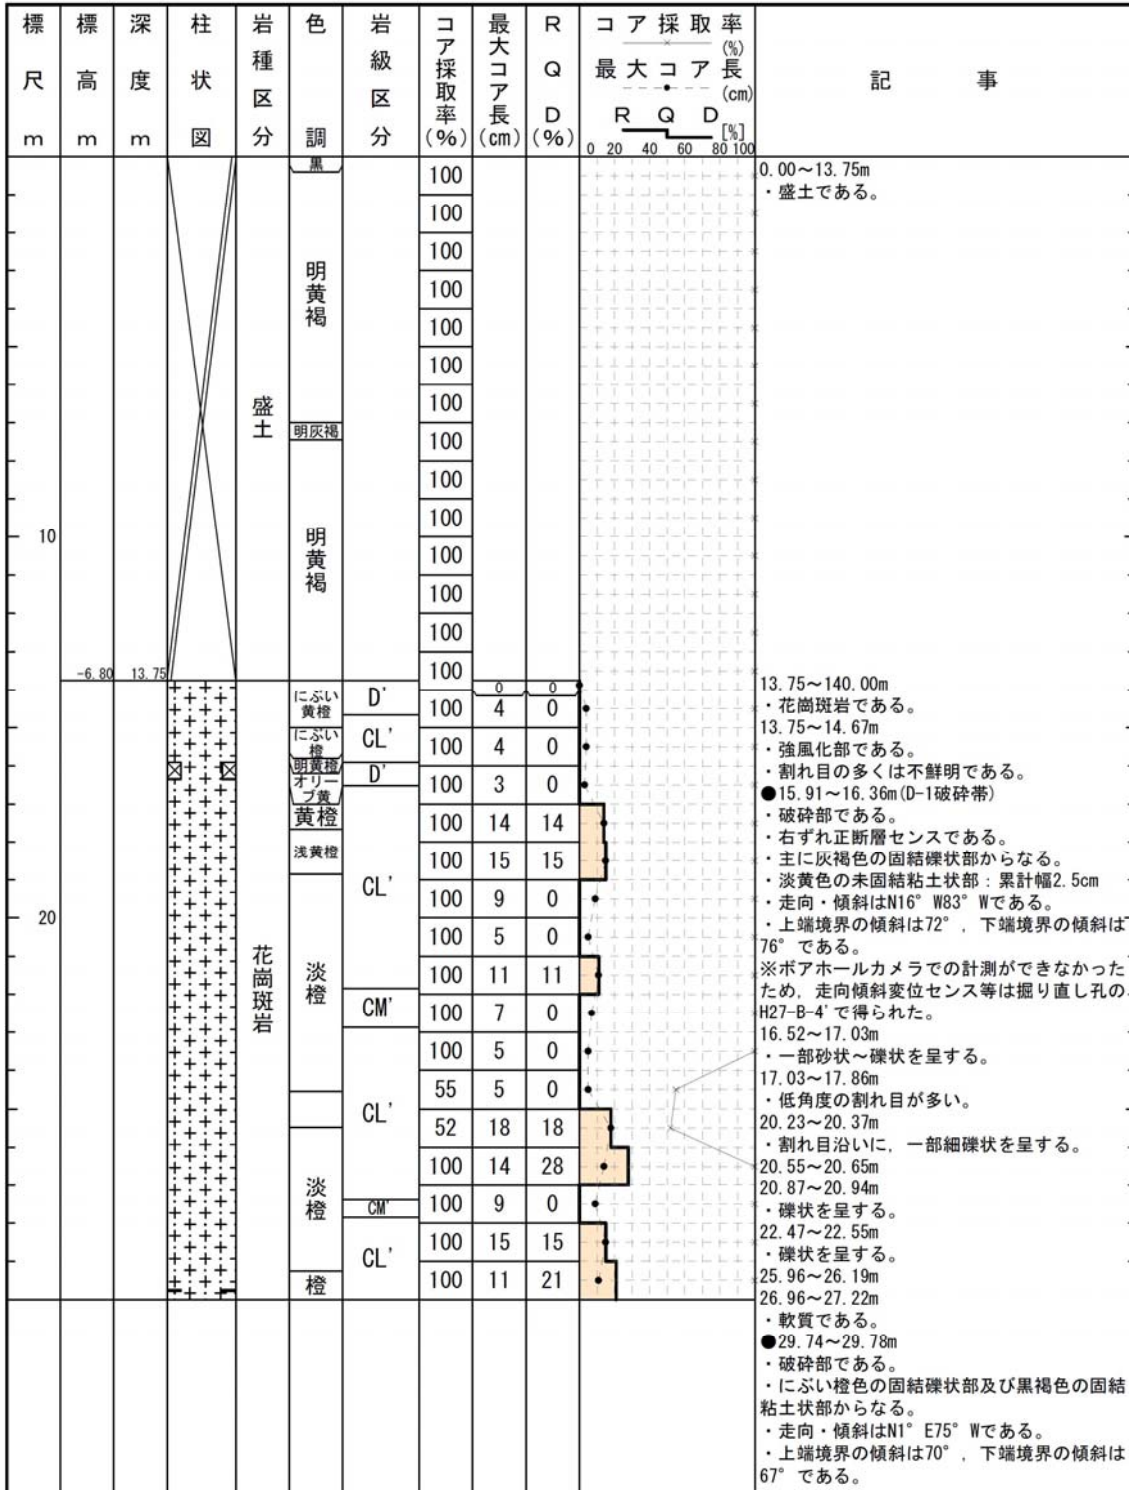 標尺m
標高m
深度m
柱状図
岩種区分
色調
岩級区分
コア採取率(%)
最大コア長(cm)
RQD(%)
コア採取率
(%)
最大コア長
(cm)
RQD
[%]
0 20 40 60 80 100
記事
黒
100
100
100
明黄褐
100
100
100
100
盛土
明灰褐
100
100
100
10
明黄褐
100
100
100
100
-6.80 13.75
0 0
にぶい黄橙
D'
100 4 0
にぶい橙
CL'
100 4 0
明黄橙
D'
オリーブ黄
100 3 0
黄橙
100 14 14
浅黄橙
100 15 15
CL'
100 9 0
20
100 5 0
花崗斑岩
淡橙
100 11 11
CM'
100 7 0
100 5 0
55 5 0
CL'
52 18 18
淡橙
100 14 28
CM'
100 9 0
100 15 15
CL'
橙
100 11 21
0.00～13.75m
・盛土である。
13.75～140.00m
・花崗斑岩である。
13.75～14.67m
・強風化部である。
・割れ目の多くは不鮮明である。
●15.91～16.36m(D-1破砕帯)
・破砕部である。
・右ずれ正断層センスである。
・主に灰褐色の固結礫状部からなる。
・淡黄色の未固結粘土状部：累計幅2.5cm
・走向・傾斜はN16°W83°Wである。
・上端境界の傾斜は72°，下端境界の傾斜は
76°である。
※ボアホールカメラでの計測ができなかった
ため，走向傾斜変位センス等は掘り直し孔の
H27-B-4'で得られた。
16.52～17.03m
・一部砂状～礫状を呈する。
17.03～17.86m
・低角度の割れ目が多い。
20.23～20.37m
・割れ目沿いに，一部細礫状を呈する。
20.55～20.65m
20.87～20.94m
・礫状を呈する。
22.47～22.55m
・礫状を呈する。
25.96～26.19m
26.96～27.22m
・軟質である。
●29.74～29.78m
・破砕部である。
・にぶい橙色の固結礫状部及び黒褐色の固結
粘土状部からなる。
・走向・傾斜はN1°E75°Wである。
・上端境界の傾斜は70°，下端境界の傾斜は
67°である。